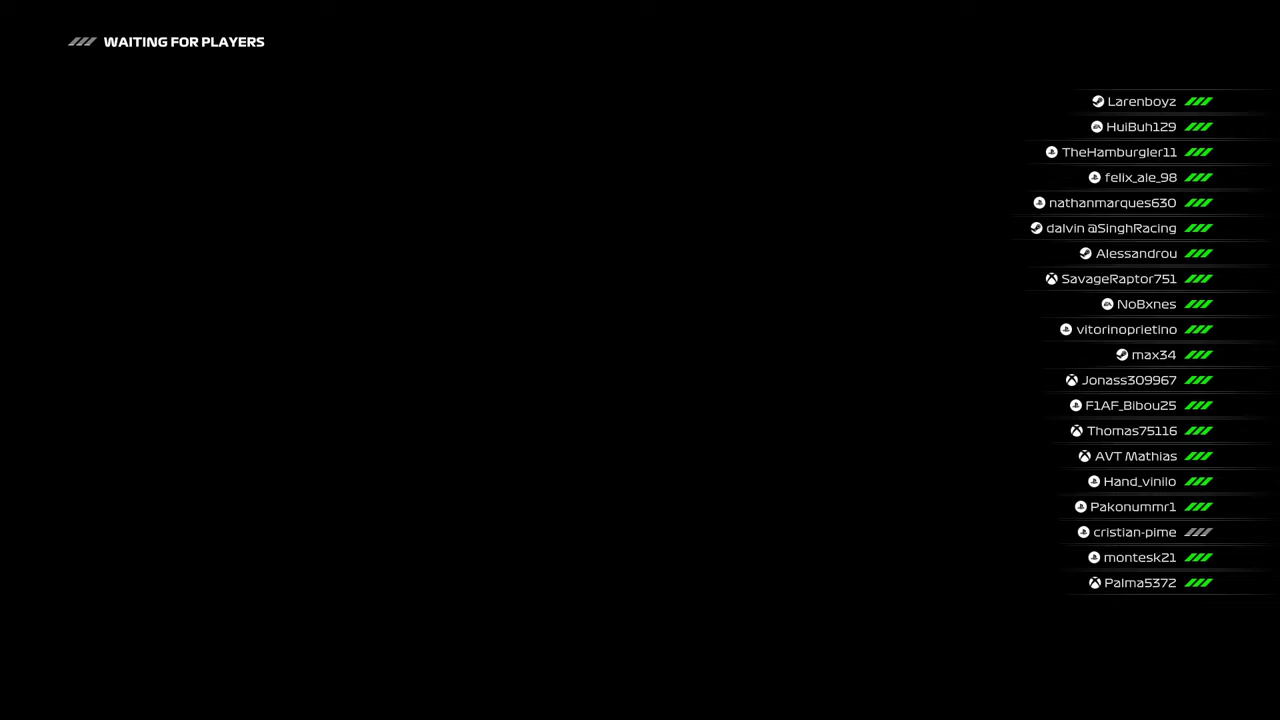 WAITING FOR PLAYERS
Larenboyz
HuiBuh129
TheHamburgler11
felix_ale_98
nathanmarques630
dalvin @SinghRacing
Alessandrou
SavageRaptor751
NoBxnes
vitorinoprietino
max34
Jonass309967
F1AF_Bibou25
Thomas75116
AVT Mathias
Hand_vinilo
Pakonummr1
cristian-pime
montesk21
Palma5372